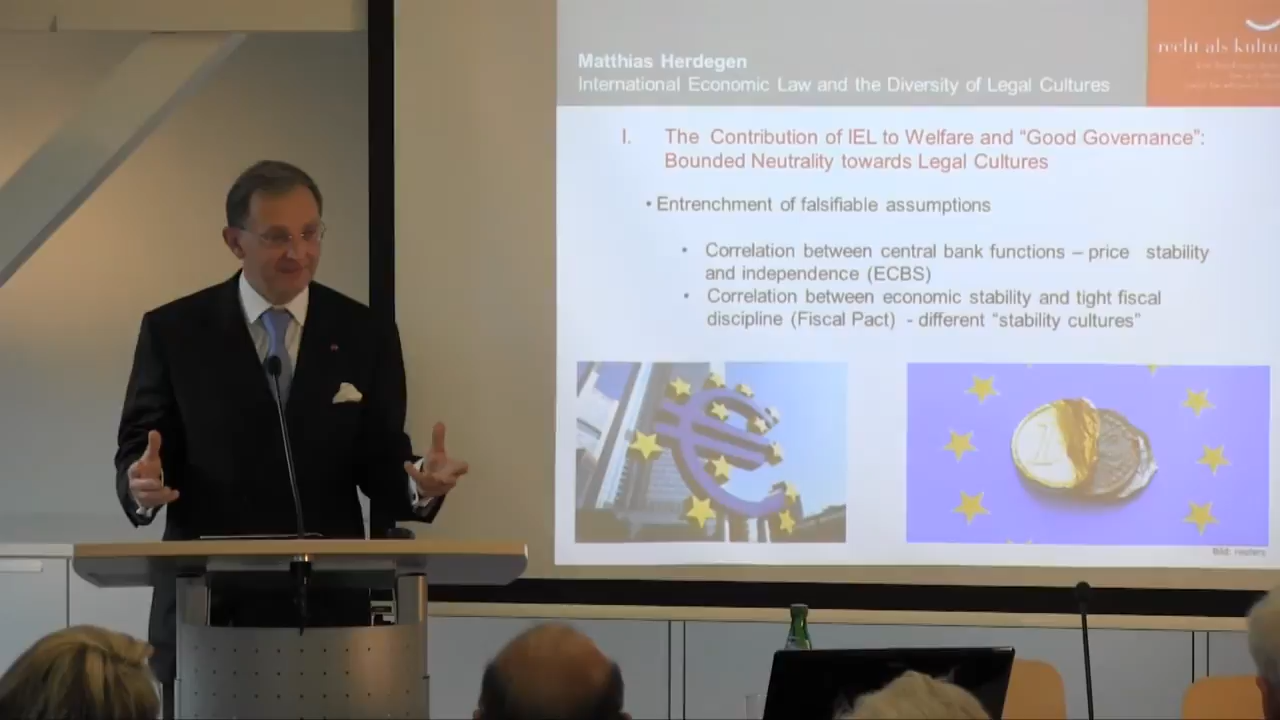 Matthias Herdegen
International Economic Law and the Diversity of Legal Cultures
recht als kultu
I. The Contribution of IEL to Welfare and “Good Governance”:
Bounded Neutrality towards Legal Cultures
• Entrenchment of falsifiable assumptions
• Correlation between central bank functions – price stability
and independence (ECBS)
• Correlation between economic stability and tight fiscal
discipline (Fiscal Pact) - different “stability cultures”
Bild: reuters